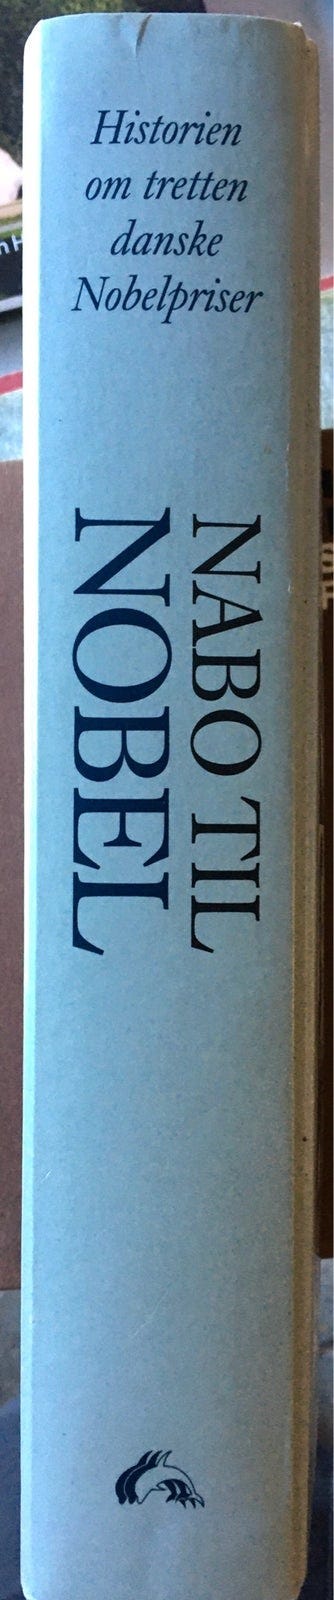 Historien
om tretten
danske
Nobelpriser
NABO TIL
NOBEL